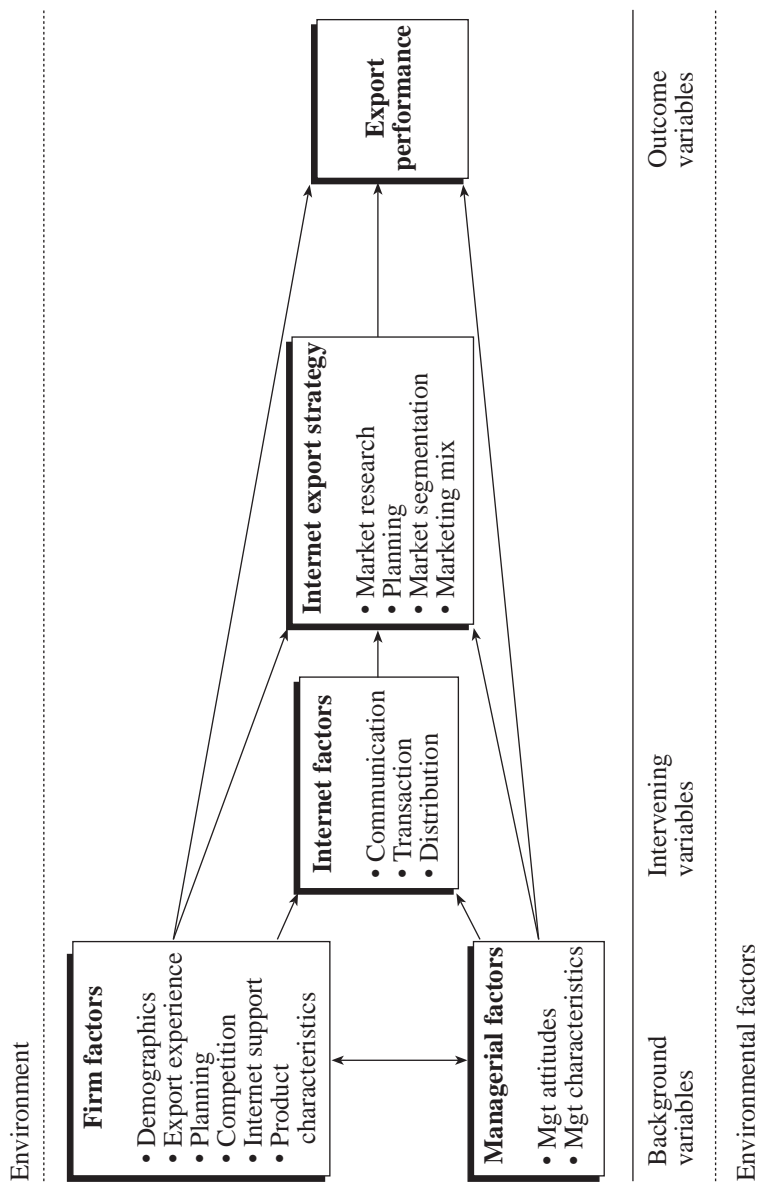 Environment
Firm factors
• Demographics
• Export experience
• Planning
• Competition
• Internet support
• Product
characteristics
Managerial factors
• Mgt attitudes
• Mgt characteristics
Internet factors
• Communication
• Transaction
• Distribution
Internet export strategy
• Market research
• Planning
• Market segmentation
• Marketing mix
Export
performance
Background
variables
Intervening
variables
Outcome
variables
Environmental factors